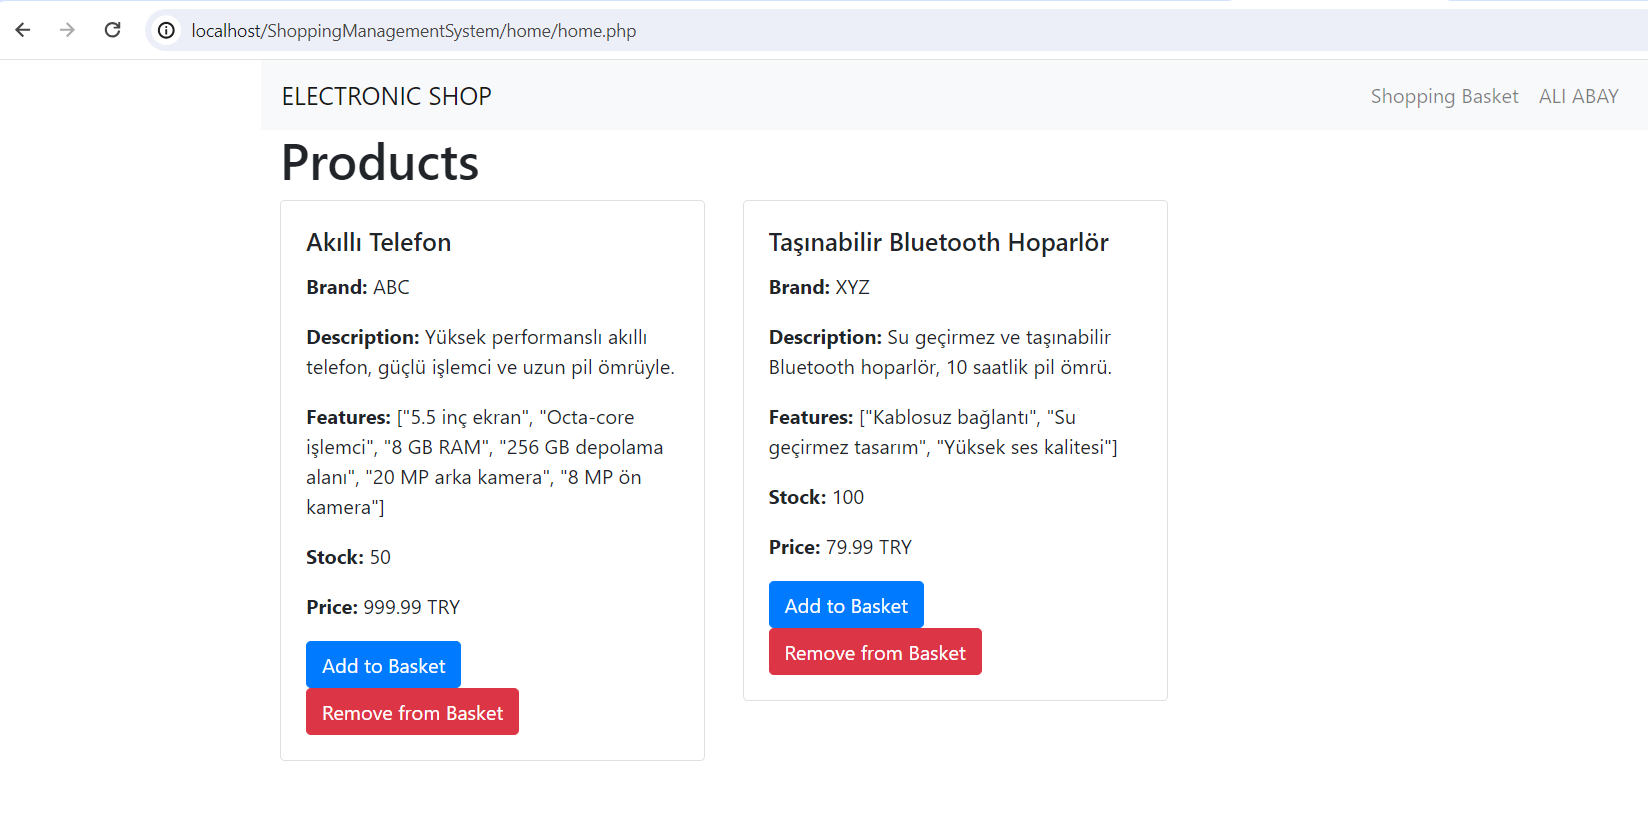 localhost/ShoppingManagementSystem/home/home.php
ELECTRONIC SHOP
Shopping Basket
ALI ABAY
Products
Akıllı Telefon
Brand: ABC
Description: Yüksek performanslı akıllı
telefon, güçlü işlemci ve uzun pil ömrüyle.
Features: ["5.5 inç ekran", "Octa-core
işlemci", "8 GB RAM", "256 GB depolama
alanı", "20 MP arka kamera", "8 MP ön
kamera"]
Stock: 50
Price: 999.99 TRY
Add to Basket
Remove from Basket
Taşınabilir Bluetooth Hoparlör
Brand: XYZ
Description: Su geçirmez ve taşınabilir
Bluetooth hoparlör, 10 saatlik pil ömrü.
Features: ["Kablosuz bağlantı", "Su
geçirmez tasarım", "Yüksek ses kalitesi"]
Stock: 100
Price: 79.99 TRY
Add to Basket
Remove from Basket